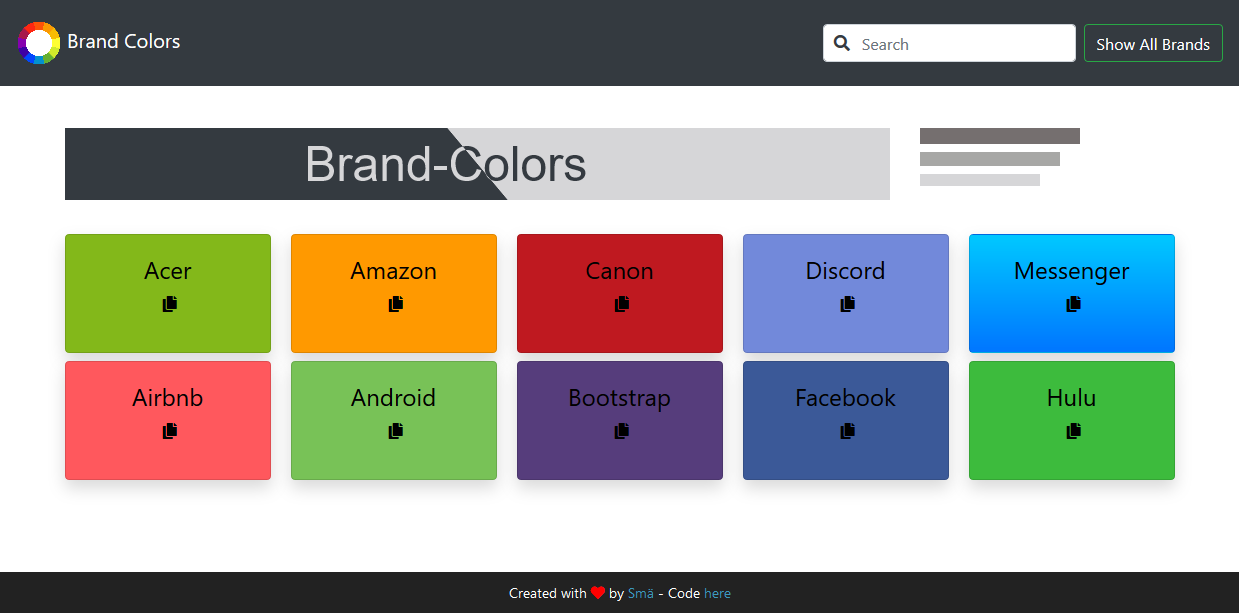 Brand Colors
Search
Show All Brands
Brand-Colors
Acer
Amazon
Canon
Discord
Messenger
Airbnb
Android
Bootstrap
Facebook
Hulu
Created with by Smä - Code here